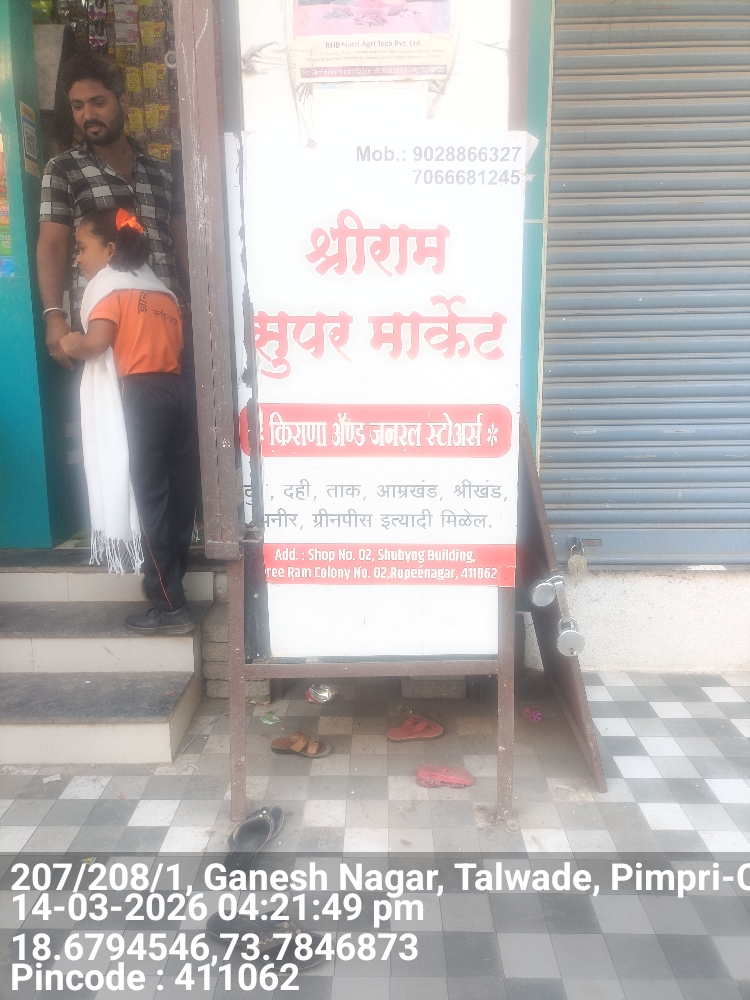 RHB Nutri Agri Tech Pvt. Ltd.
Mob.: 9028866327
7066681245
श्रीराम
सुपर मार्केट
किराणा ॲण्ड जनरल स्टोअर्स *
दही, ताक, आम्रखंड, श्रीखंड,
ग्रीनपीस इत्यादी मिळेल.
Add. : Shop No. 02, Shubyog Building,
ree Ram Colony No. 02,Rupeenagar, 411062
207/208/1, Ganesh Nagar, Talwade, Pimpri-C
14-03-2026 04:21:49 pm
18.6794546,73.7846873
Pincode : 411062